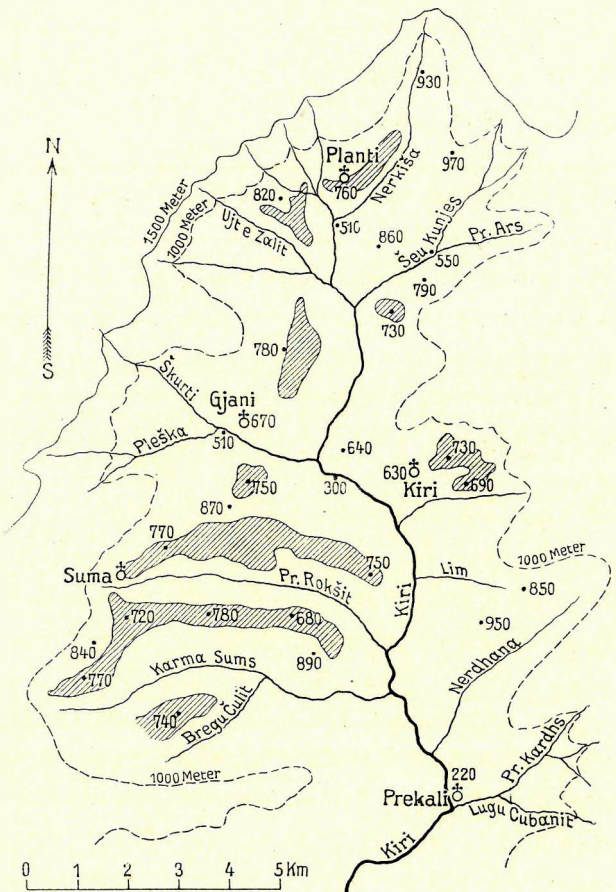 930
N
Planti
760
Nerkiša
970
820
1500 Meter
1000 Meter
Ujt e Zalit
510
860
Šeu Kunjes
Pr. Ars
550
790
730
S
780
Škurti
Gjani
670
Pleška
510
640
730
630
Kiri
690
300
750
870
770
1000 Meter
Suma
750
Pr. Rokšit
Kiri
Lim
850
720
780
680
950
840
890
Nerdhana
770
Karma Sums
740
Bregu Čulit
1000 Meter
Pr. Kardhs
220
Prekali
Lugu Cubanit
Kiri
0 1 2 3 4 5 Km